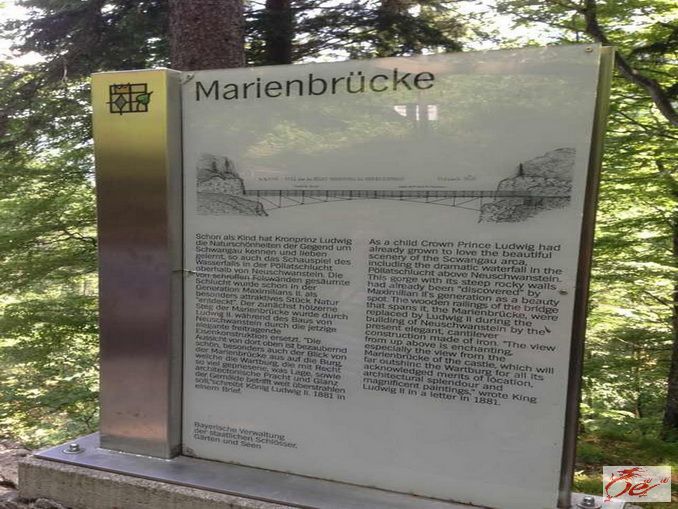 Marienbrücke
Schon als Kind hat Kronprinz Ludwig
die Naturschönheiten der Gegend um
Schwangau kennen und lieben
gelernt, so auch das Schauspiel des
Wasserfalls in der Pöllatschlucht
oberhalb von Neuschwanstein. Die
von schroffen Felswänden gesäumte
Schlucht wurde schon in der
Generation Maximilians II. als
besonders attraktives Stück Natur
"entdeckt". Der zunächst hölzerne
Steg der Marienbrücke wurde durch
Ludwig II. während des Baus von
Neuschwanstein durch die jetzige
elegante freitragende
Eisenkonstruktion ersetzt. "Die
Aussicht von dort oben ist bezaubernd
schön, besonders auch der Blick von
der Marienbrücke aus auf die Burg,
welche die Wartburg, die mit Recht
so viel gepriesene, was Lage, sowie
architektonische Pracht und Glanz
der Gemälde betrifft weit überstrahlen
soll,"schreibt König Ludwig II. 1881 in
einem Brief.
As a child Crown Prince Ludwig had
already grown to love the beautiful
scenery of the Scowangau area,
including the dramatic waterfall in the
Pöllatschlucht above Neuschwanstein.
This gorge with its steep rocky walls
had already been "discovered" by
Maximilian II's generation as a beauty
spot. The wooden railings of the bridge
that spans it, the Marienbrücke, were
replaced by Ludwig II during the
building of Neuschwanstein by the
present elegant, cantilever
construction made of iron. "The view
from up above is enchanting,
especially the view from the
Marienbrücke of the castle, which will
far outshine the Wartburg for all its
acknowledged merits of location,
architectural splendour and
magnificent paintings," wrote King
Ludwig II in a letter in 1881.
Bayerische Verwaltung
der staatlichen Schlösser,
Gärten und Seen